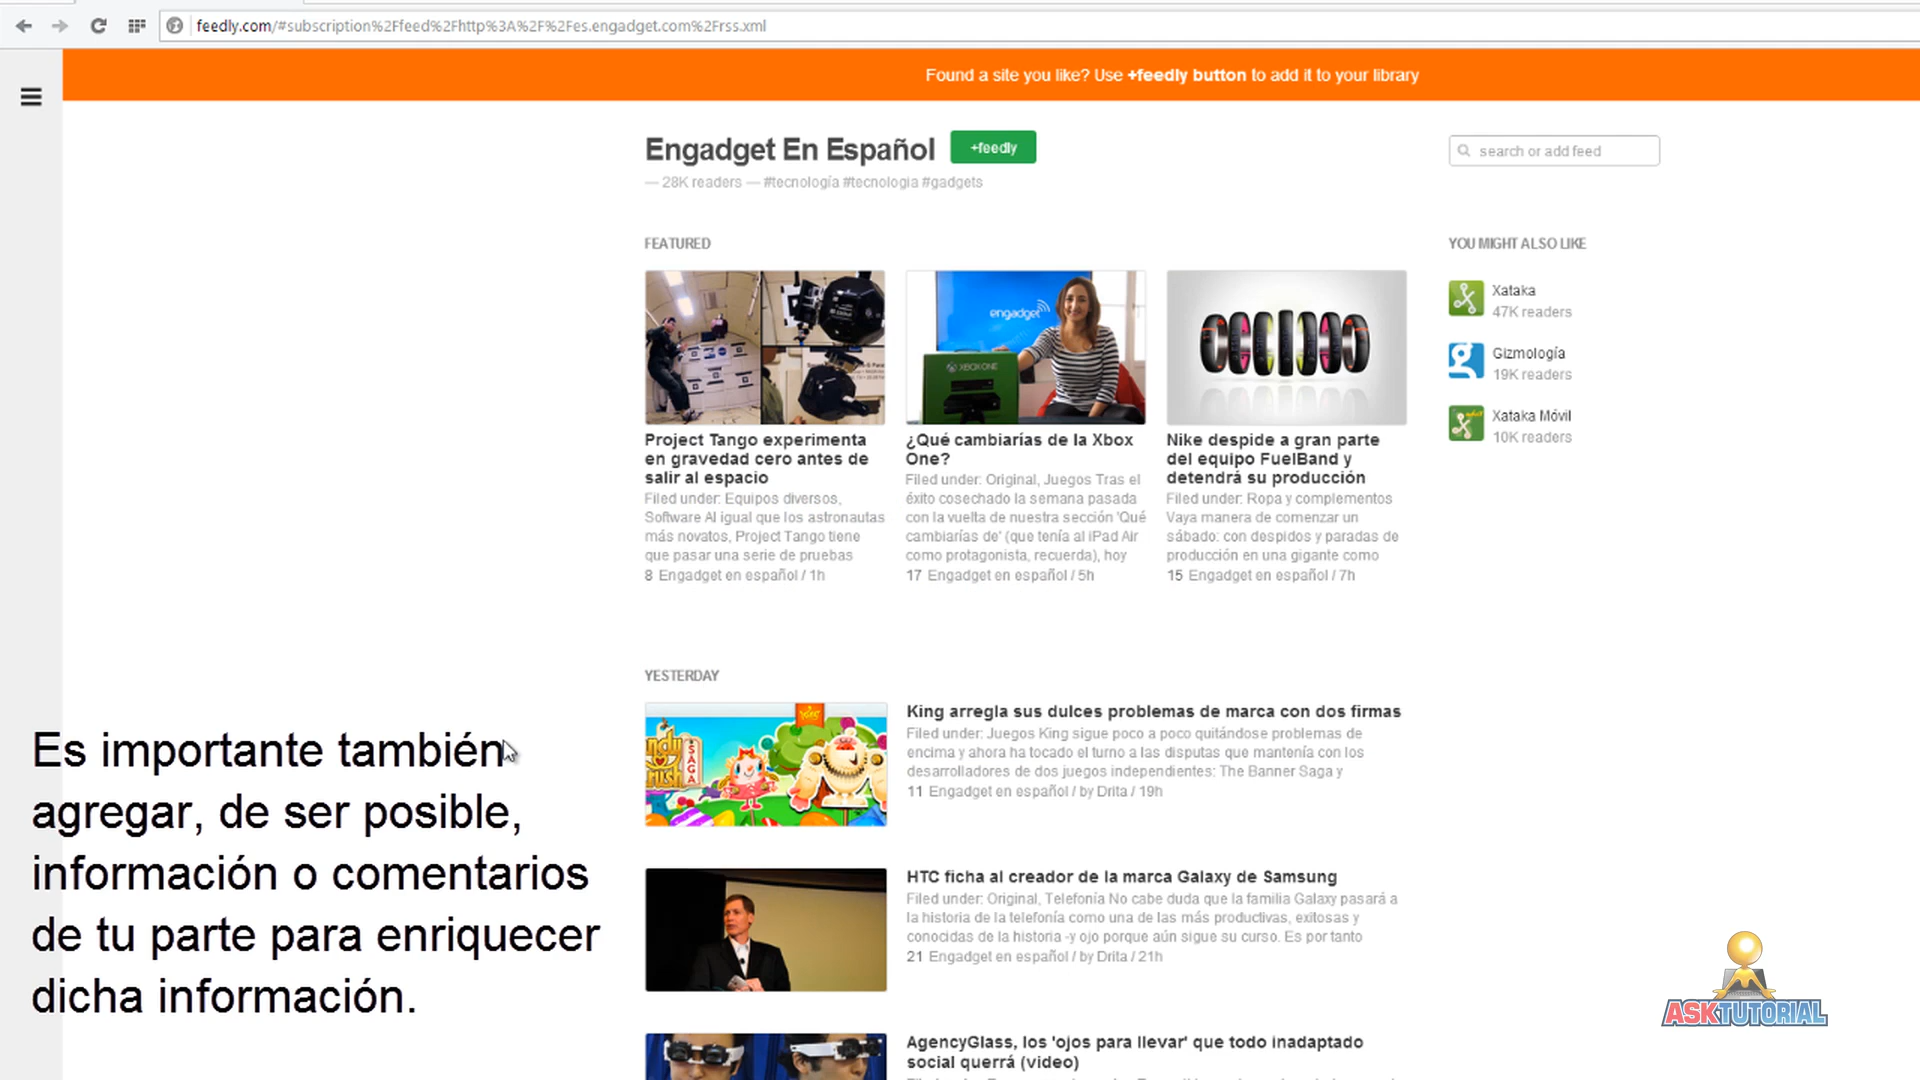 feedly.com/#subscription%2Ffeed%2Fhttp%3A%2F%2Fes.engadget.com%2Frss.xml
Found a site you like? Use +feedly button to add it to your library
Engadget En Español
+feedly
— 28K readers — #tecnología #tecnologia #gadgets
search or add feed
FEATURED
engadget
XBOX ONE
Project Tango experimenta
en gravedad cero antes de
salir al espacio
Filed under: Equipos diversos,
Software Al igual que los astronautas
más novatos, Project Tango tiene
que pasar una serie de pruebas
8 Engadget en español / 1h
¿Qué cambiarías de la Xbox
One?
Filed under: Original, Juegos Tras el
éxito cosechado la semana pasada
con la vuelta de nuestra sección 'Qué
cambiarías de' (que tenía al iPad Air
como protagonista, recuerda), hoy
17 Engadget en español / 5h
Nike despide a gran parte
del equipo FuelBand y
detendrá su producción
Filed under: Ropa y complementos
Vaya manera de comenzar un
sábado: con despidos y paradas de
producción en una gigante como
15 Engadget en español / 7h
YOU MIGHT ALSO LIKE
Xataka
47K readers
Gizmología
19K readers
Xataka Móvil
10K readers
YESTERDAY
King
SAGA
King arregla sus dulces problemas de marca con dos firmas
Filed under: Juegos King sigue poco a poco quitándose problemas de
encima y ahora ha tocado el turno a las disputas que mantenía con los
desarrolladores de dos juegos independientes: The Banner Saga y
11 Engadget en español / by Drita / 19h
HTC ficha al creador de la marca Galaxy de Samsung
Filed under: Original, Telefonía No cabe duda que la familia Galaxy pasará a
la historia de la telefonía como una de las más productivas, exitosas y
conocidas de la historia -y ojo porque aún sigue su curso. Es por tanto
21 Engadget en español / by Drita / 21h
AgencyGlass, los 'ojos para llevar' que todo inadaptado
social querrá (video)
Es importante también
agregar, de ser posible,
información o comentarios
de tu parte para enriquecer
dicha información.
ASKTUTORIAL